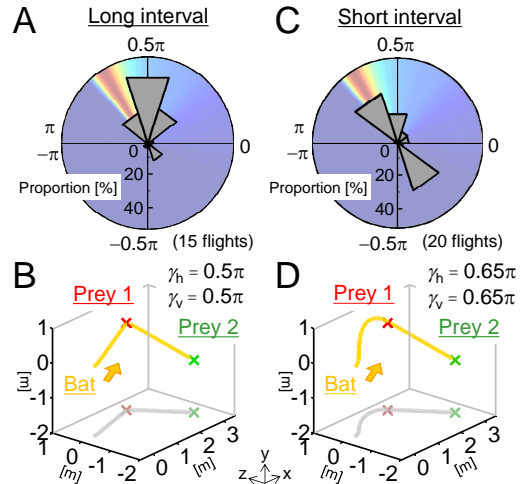 A
Long interval
0.5π
π
−π
0
0
20
40
Proportion [%]
−0.5π
(15 flights)
C
Short interval
0.5π
π
−π
0
0
20
40
Proportion [%]
−0.5π
(20 flights)
B
γh = 0.5π
γv = 0.5π
Prey 1
Prey 2
Bat
[m]
1
0
-1
-2
1
0
-1
-2
0
1
2
3
[m]
[m]
D
γh = 0.65π
γv = 0.65π
Prey 1
Prey 2
Bat
[m]
1
0
-1
-2
1
0
-1
-2
0
1
2
3
[m]
[m]
y
z
x